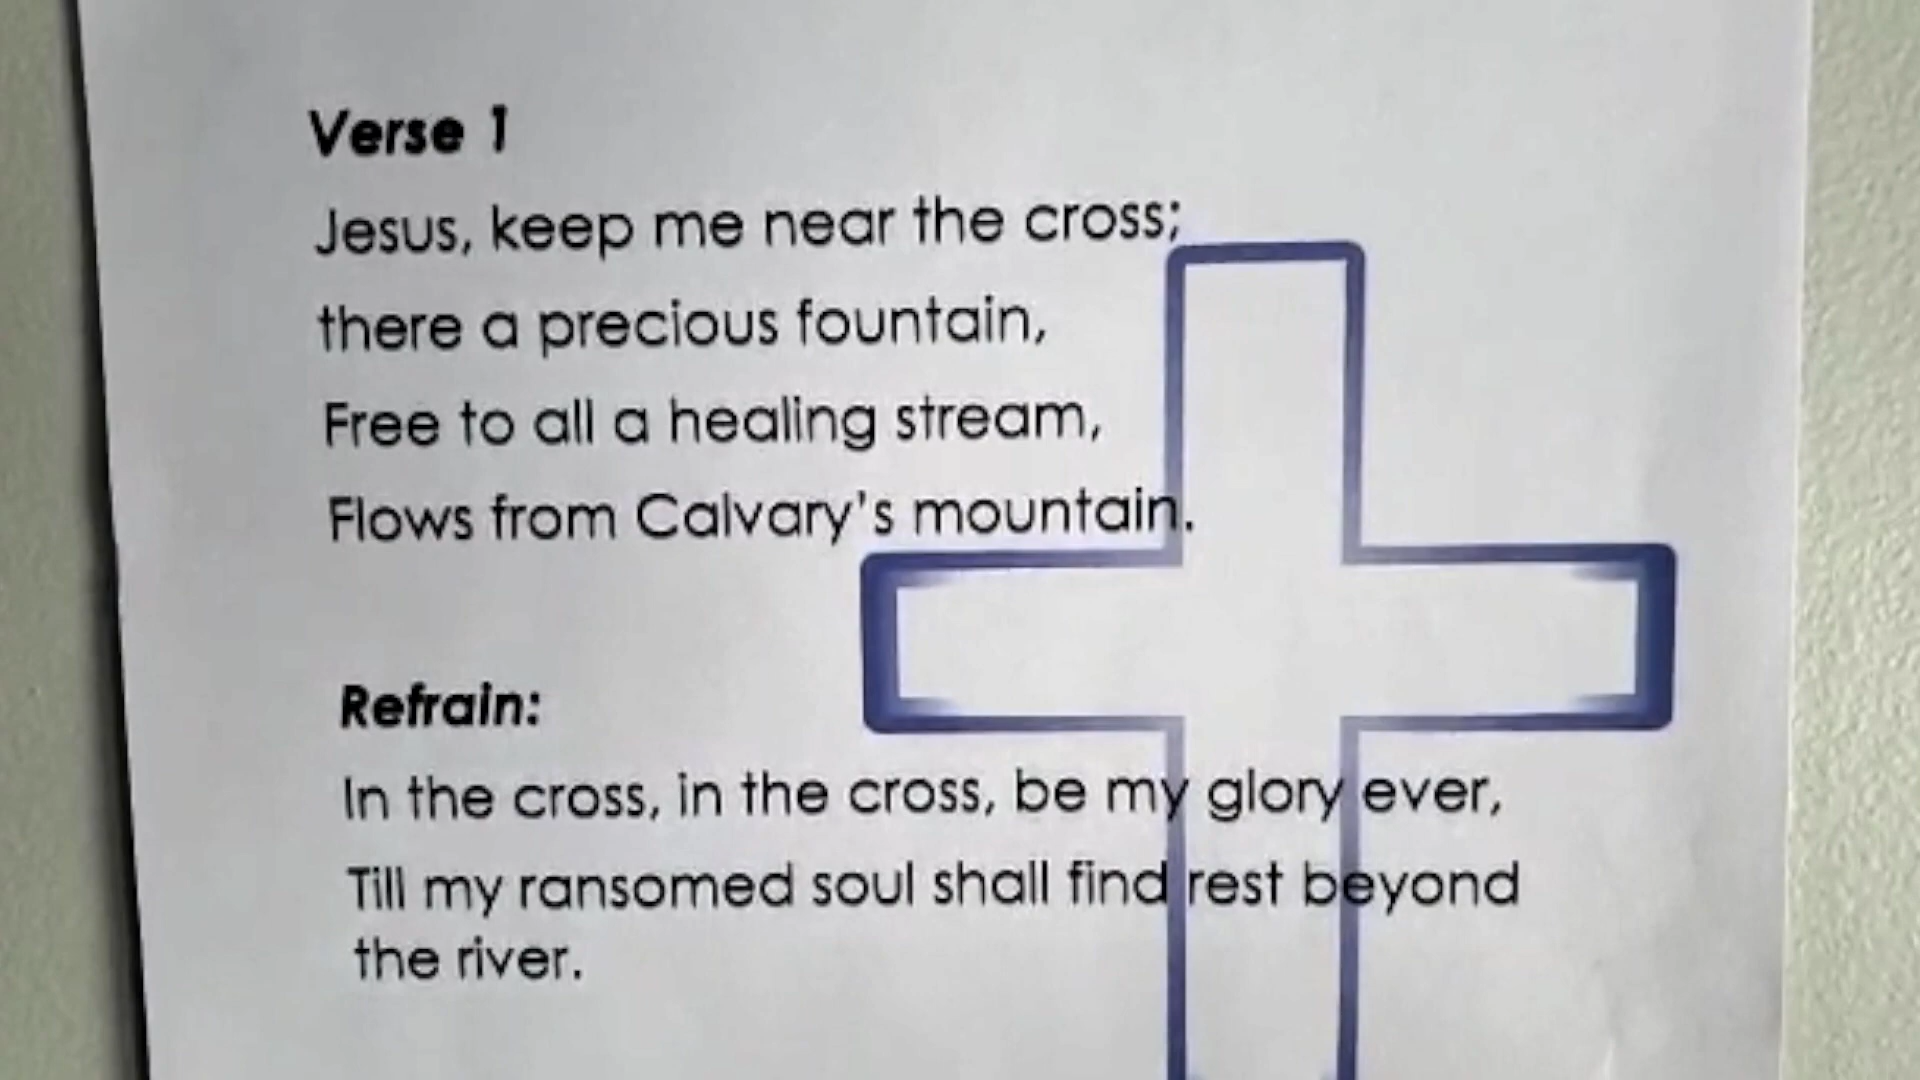 Verse 1
Jesus, keep me near the cross;
there a precious fountain,
Free to all a healing stream,
Flows from Calvary's mountain.
Refrain:
In the cross, in the cross, be my glory ever,
Till my ransomed soul shall find rest beyond
the river.